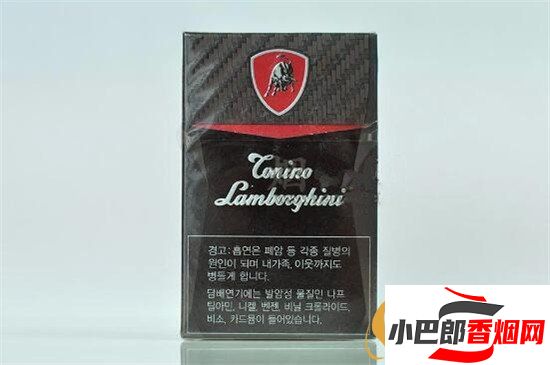 Tonino
Lamborghini
경고: 흡연은 폐암 등 각종 질병의
원인이 되며 내가족, 이웃까지도
병들게 합니다.
담배연기에는 발암성 물질인 나프
틸아민, 니켈, 벤젠, 비닐 크롤라이드,
비소, 카드뮴이 들어있습니다.
小巴郎香烟网